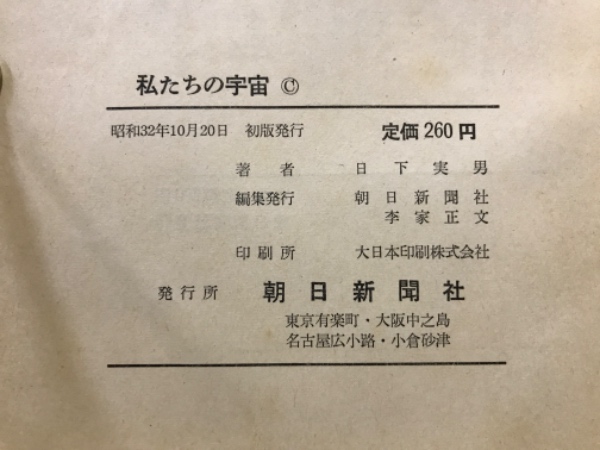 私たちの宇宙 ©
昭和32年10月20日 初版発行 定価260円
著者 日下実男
編集発行 朝日新聞社
李家正文
印刷所 大日本印刷株式会社
発行所 朝日新聞社
東京有楽町・大阪中之島
名古屋広小路・小倉砂津